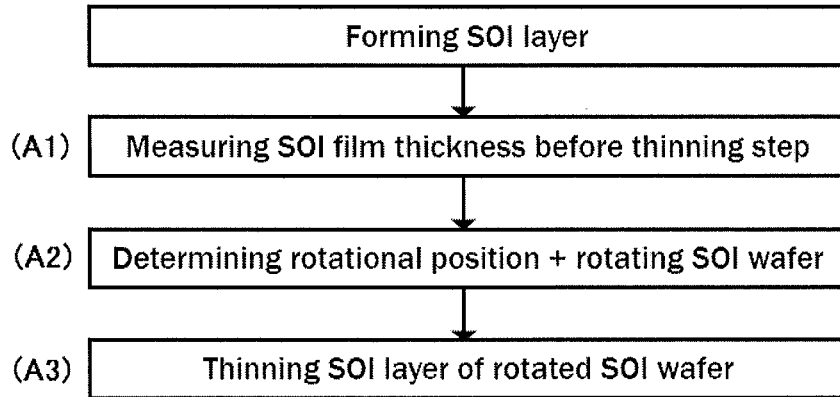 Forming SOI layer
(A1) Measuring SOI film thickness before thinning step
(A2) Determining rotational position + rotating SOI wafer
(A3) Thinning SOI layer of rotated SOI wafer